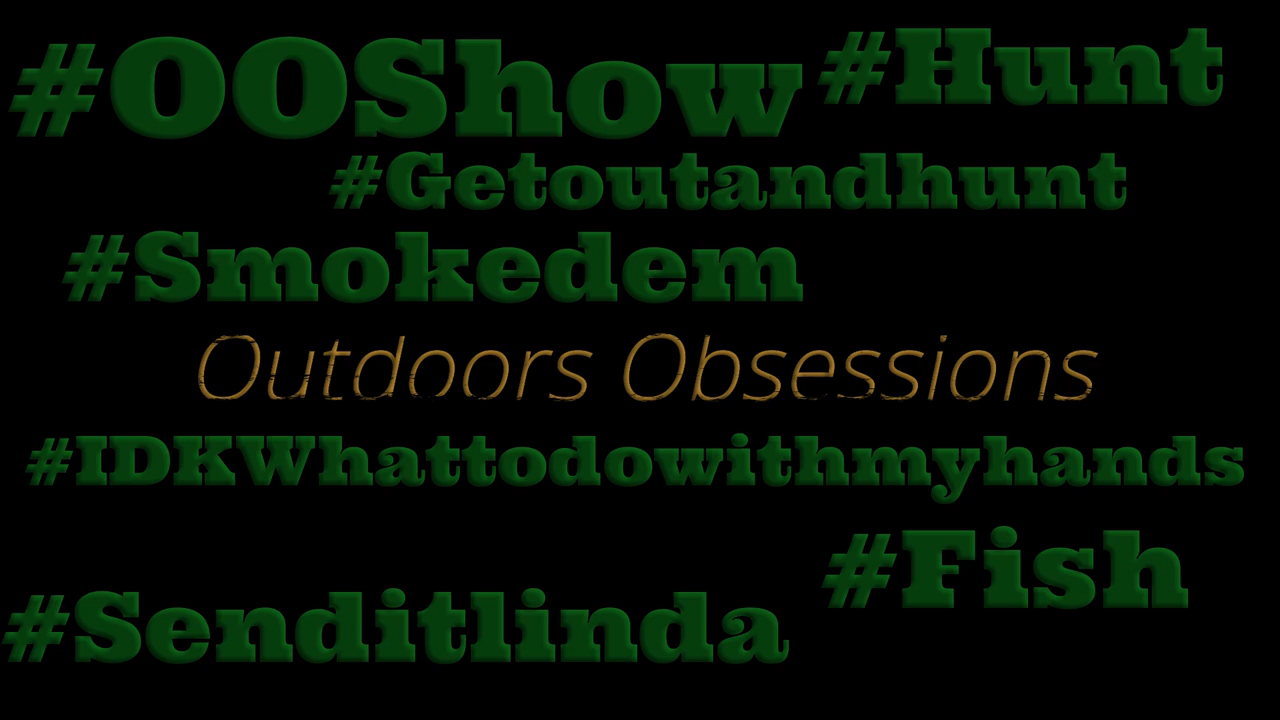 #OOShow #Hunt
#Getoutandhunt
#Smokedem
Outdoors Obsessions
#IDKWhattodowithmyhands
#Fish
#Senditlinda